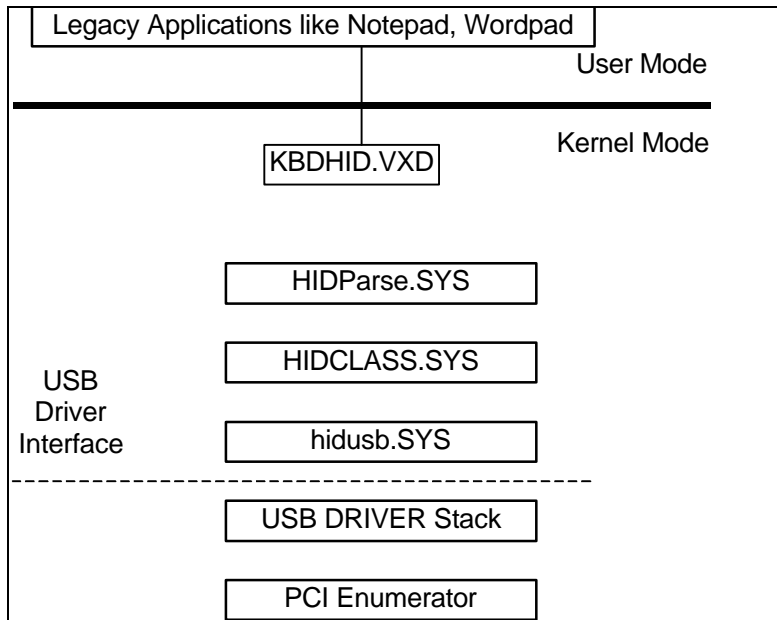 Legacy Applications like Notepad, Wordpad
User Mode
Kernel Mode
KBDHID.VXD
HIDParse.SYS
HIDCLASS.SYS
USB
Driver
Interface
hidusb.SYS
USB DRIVER Stack
PCI Enumerator